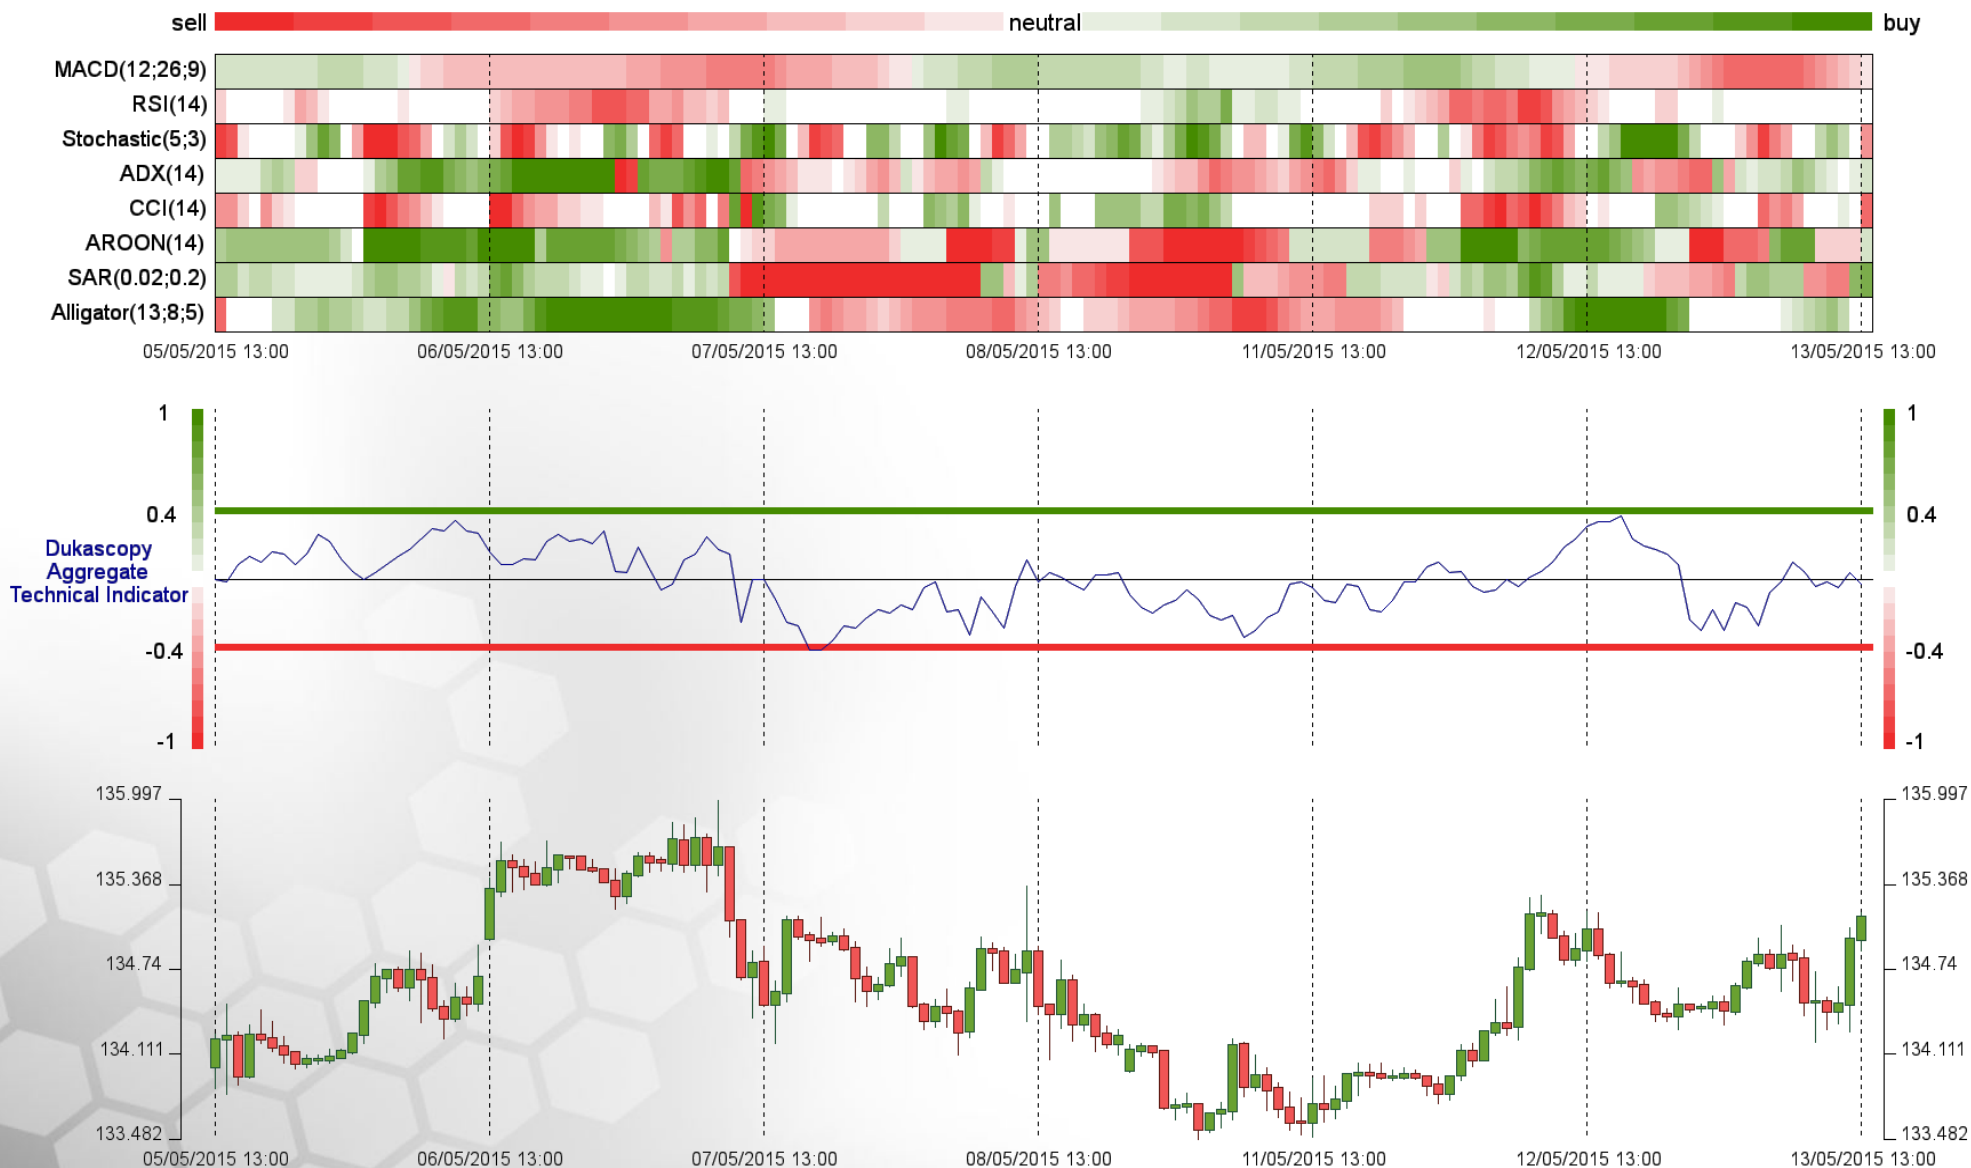 sell neutral buy
MACD(12;26;9)
RSI(14)
Stochastic(5;3)
ADX(14)
CCI(14)
AROON(14)
SAR(0.02;0.2)
Alligator(13;8;5)
05/05/2015 13:00 06/05/2015 13:00 07/05/2015 13:00 08/05/2015 13:00 11/05/2015 13:00 12/05/2015 13:00 13/05/2015 13:00
1 1
0.4 0.4
Dukascopy
Aggregate
Technical Indicator
-0.4 -0.4
-1 -1
135.997 135.997
135.368 135.368
134.74 134.74
134.111 134.111
133.482 133.482
05/05/2015 13:00 06/05/2015 13:00 07/05/2015 13:00 08/05/2015 13:00 11/05/2015 13:00 12/05/2015 13:00 13/05/2015 13:00